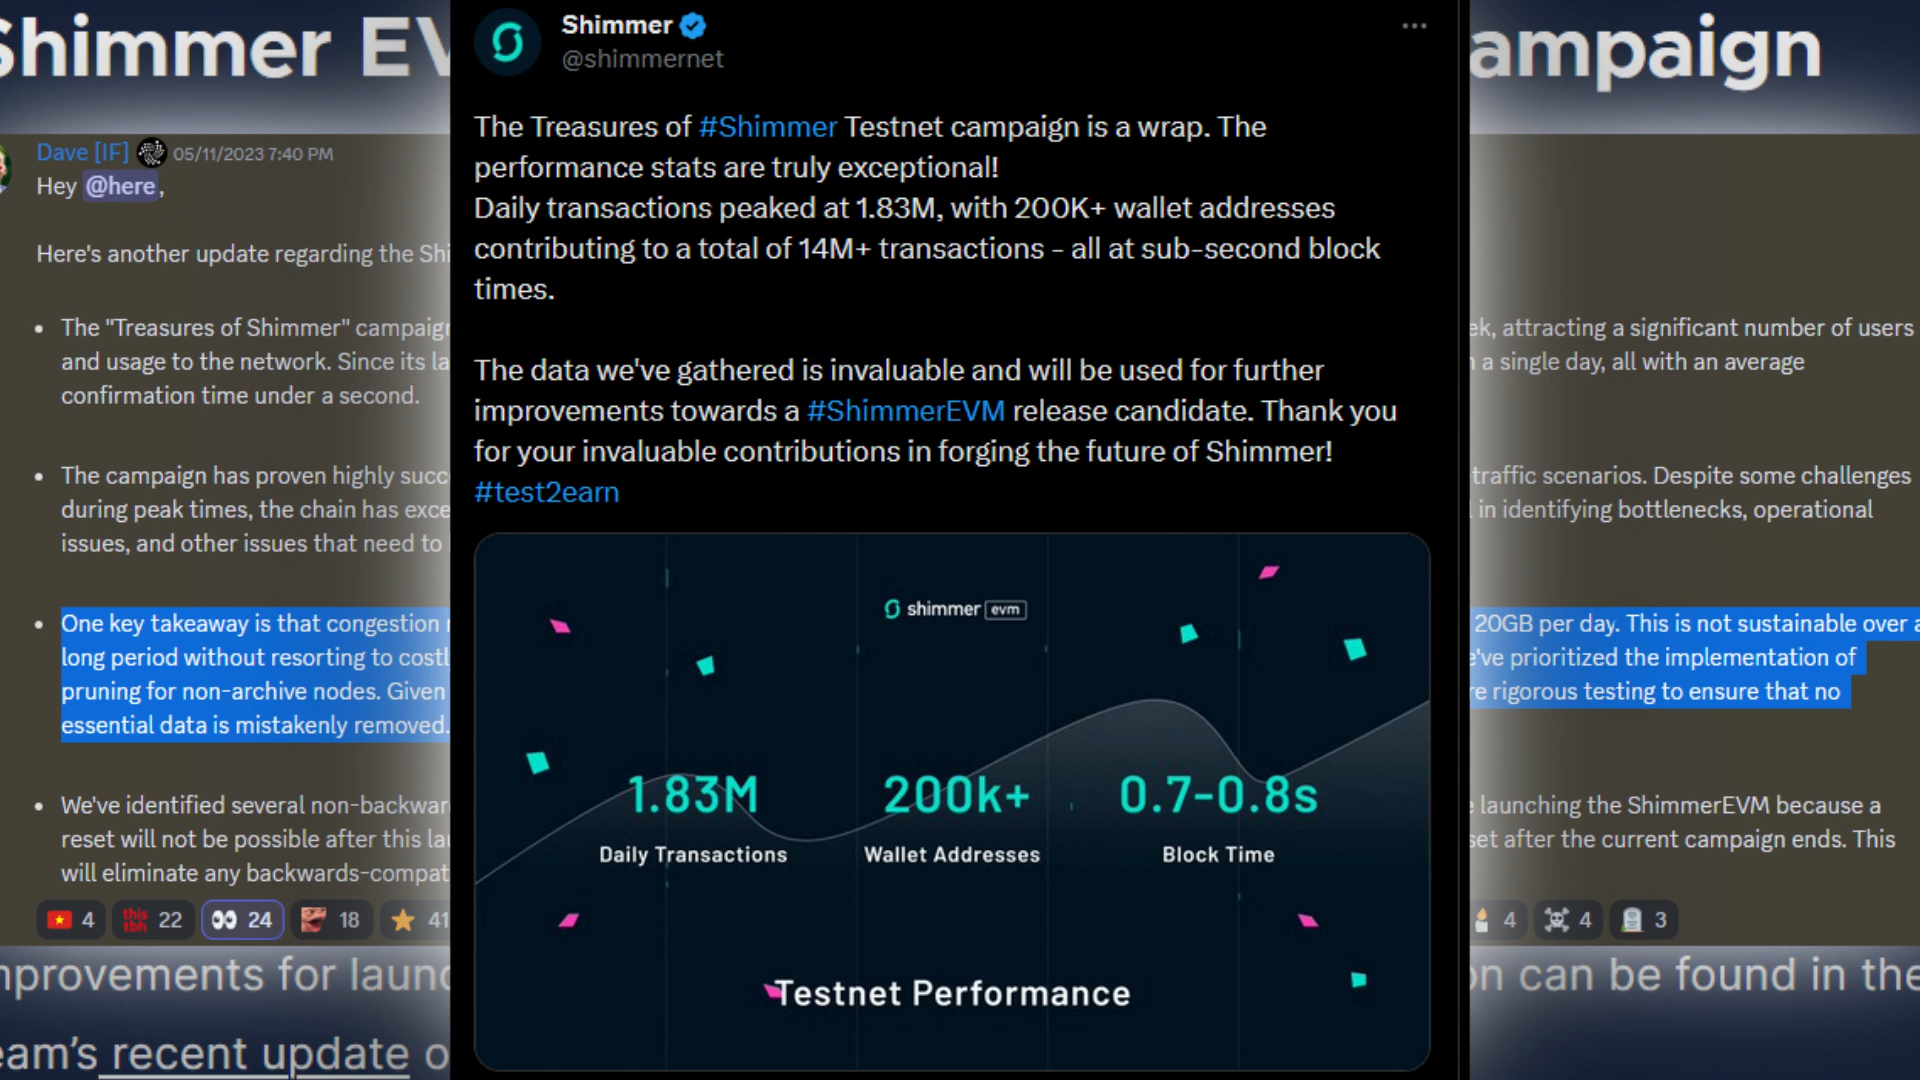 Shimmer EV
ampaign
Dave [IF] 05/11/2023 7:40 PM
Hey @here,
Here's another update regarding the Shi
• The "Treasures of Shimmer" campaign
and usage to the network. Since its la
confirmation time under a second.
• The campaign has proven highly succ
during peak times, the chain has exce
issues, and other issues that need to
• One key takeaway is that congestion
long period without resorting to costl
pruning for non-archive nodes. Given
essential data is mistakenly removed.
• We've identified several non-backwar
reset will not be possible after this lau
will eliminate any backwards-compat
4 this tbh 22 24 18 41
mprovements for launc
eam's recent update o
Shimmer
@shimmernet
The Treasures of #Shimmer Testnet campaign is a wrap. The
performance stats are truly exceptional!
Daily transactions peaked at 1.83M, with 200K+ wallet addresses
contributing to a total of 14M+ transactions - all at sub-second block
times.
The data we've gathered is invaluable and will be used for further
improvements towards a #ShimmerEVM release candidate. Thank you
for your invaluable contributions in forging the future of Shimmer!
#test2earn
shimmer evm
1.83M 200k+ 0.7-0.8s
Daily Transactions Wallet Addresses Block Time
Testnet Performance
ek, attracting a significant number of users
a single day, all with an average
traffic scenarios. Despite some challenges
in identifying bottlenecks, operational
20GB per day. This is not sustainable over a
e've prioritized the implementation of
re rigorous testing to ensure that no
e launching the ShimmerEVM because a
set after the current campaign ends. This
4 4 3
on can be found in the